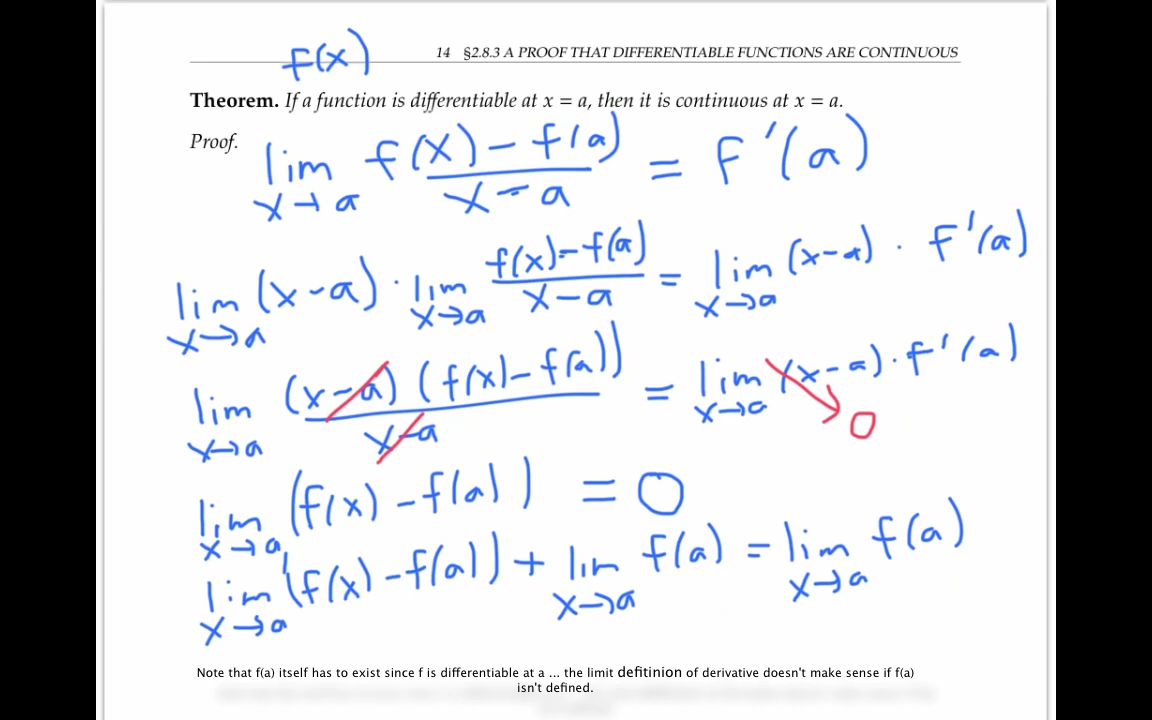 f(x)
14 §2.8.3 A PROOF THAT DIFFERENTIABLE FUNCTIONS ARE CONTINUOUS
Theorem. If a function is differentiable at x = a, then it is continuous at x = a.
Prof.
lim x→a f(x) - f(a) / x - a = f'(a)
lim x→a (x-a) · lim x→a f(x)-f(a) / x-a = lim x→a (x-a) · f'(a)
lim x→a (x-a)(f(x)-f(a)) / x-a = lim x→a (x-a) · f'(a) 0
lim x→a (f(x)-f(a)) = 0
lim x→a (f(x)-f(a)) + lim x→a f(a) = lim x→a f(a)
Note that f(a) itself has to exist since f is differentiable at a ... the limit defitinion of derivative doesn't make sense if f(a)
isn't defined.